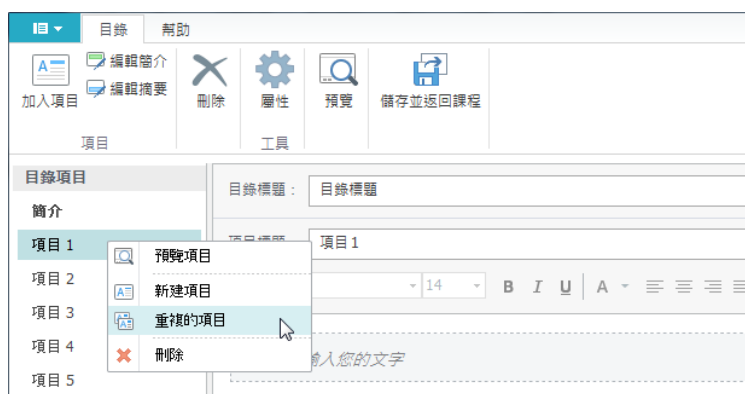 目錄 幫助
加入項目
編輯簡介
編輯摘要
刪除
屬性
預覽
儲存並返回課程
項目
工具
目錄項目
簡介
項目 1
項目 2
項目 3
項目 4
項目 5
預覽項目
新建項目
重複的項目
刪除
目錄標題： 目錄標題
項目標題 項目 1
14 B I U A
輸入您的文字